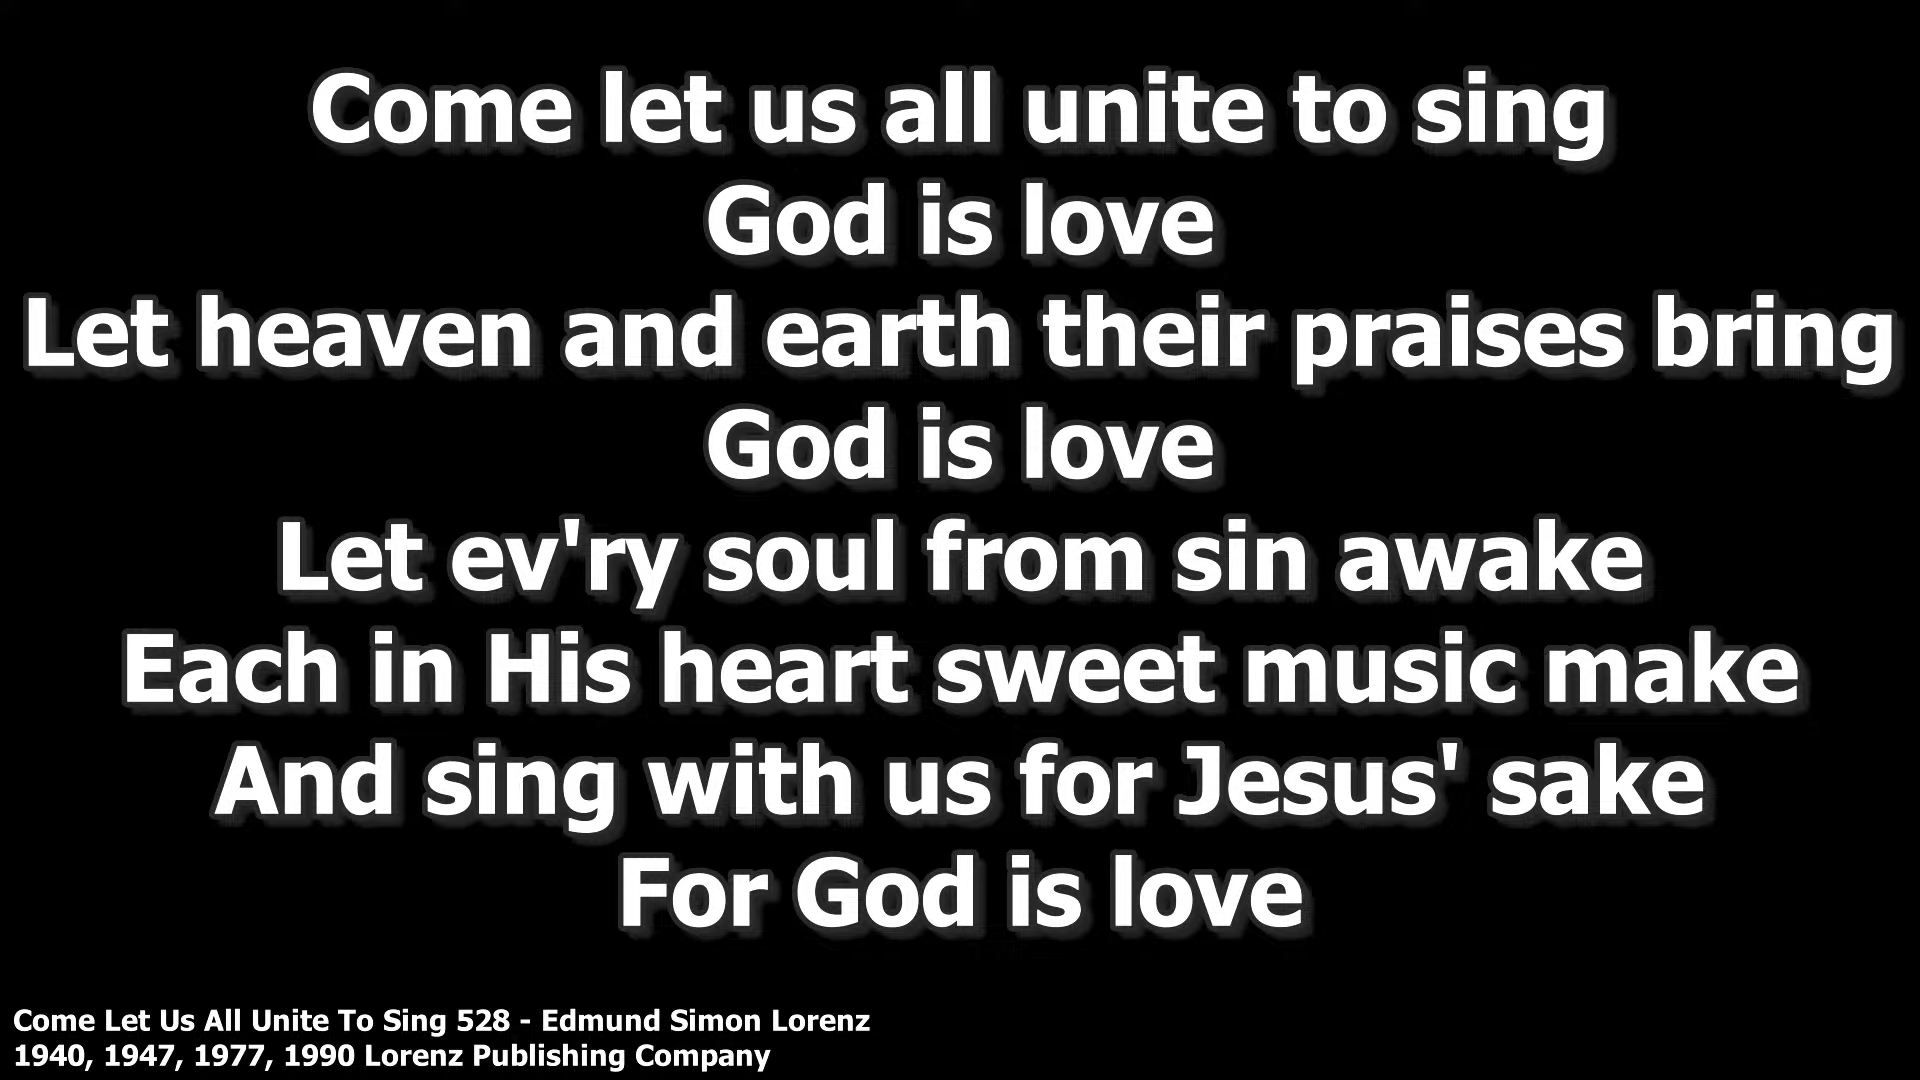 Come let us all unite to sing
God is love
Let heaven and earth their praises bring
God is love
Let ev'ry soul from sin awake
Each in His heart sweet music make
And sing with us for Jesus' sake
For God is love
Come Let Us All Unite To Sing 528 - Edmund Simon Lorenz
1940, 1947, 1977, 1990 Lorenz Publishing Company